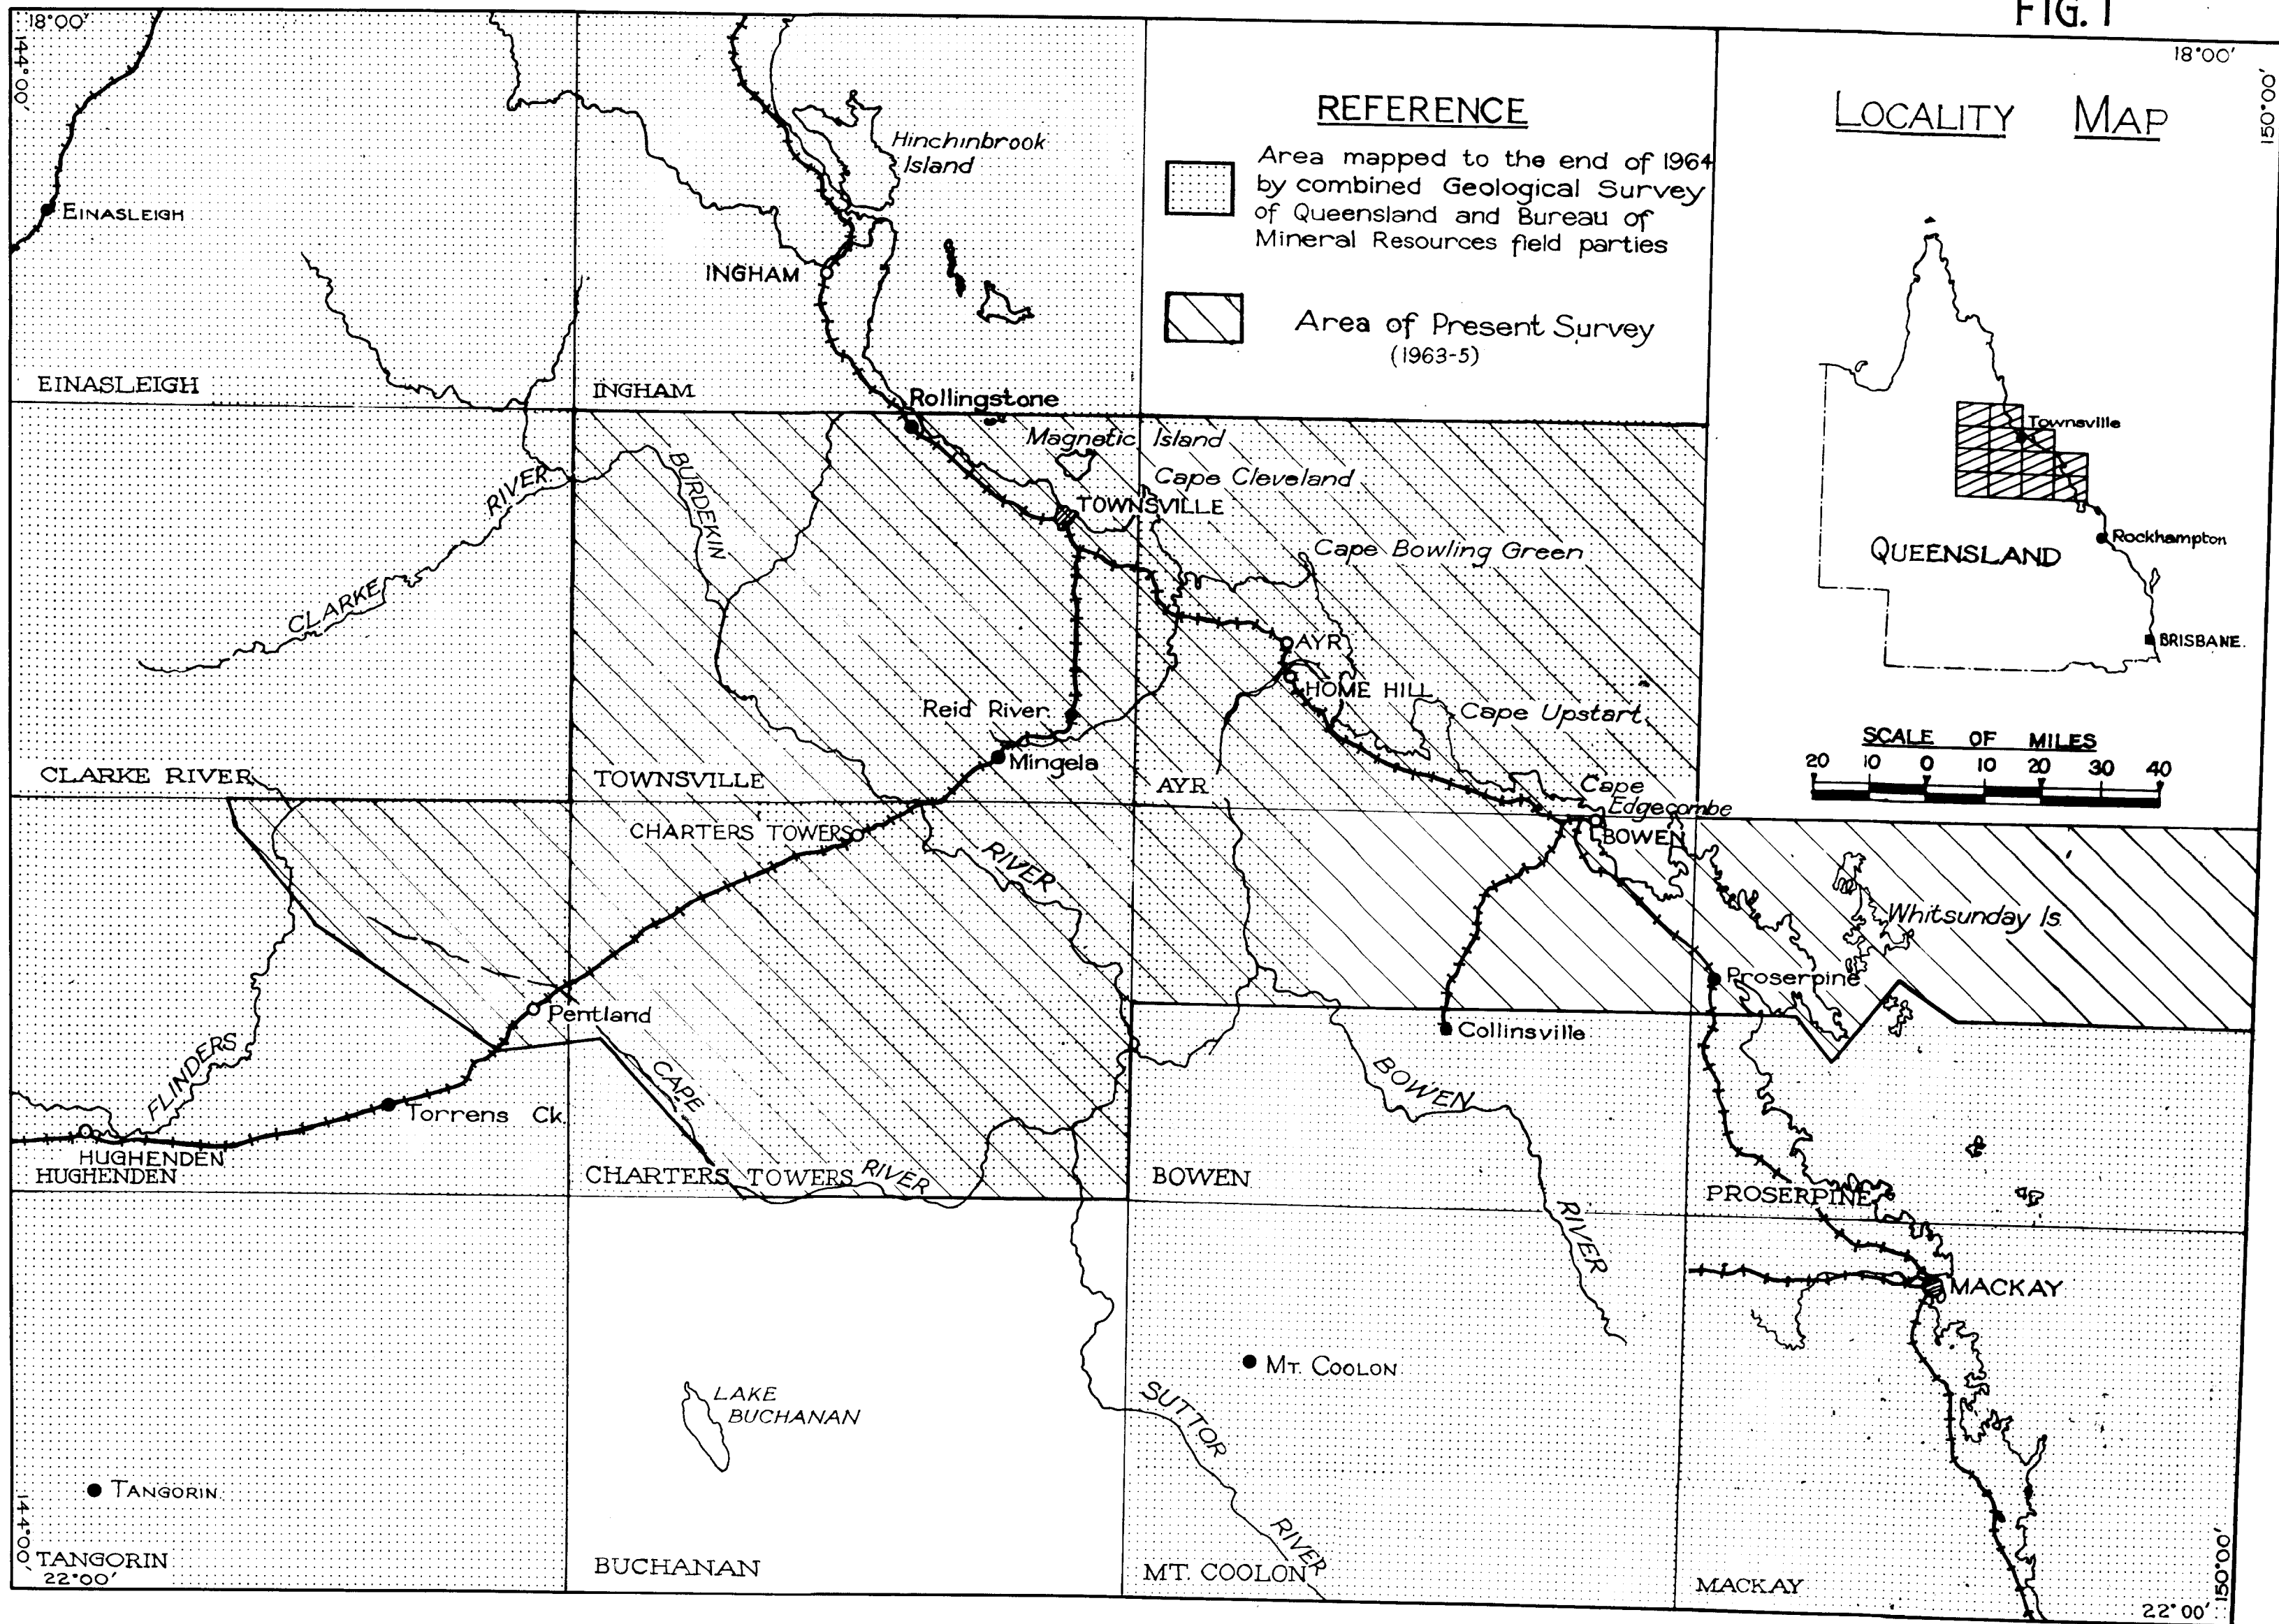 FIG. 1
18°00'
144°00'
18°00'
150°00'
REFERENCE
Area mapped to the end of 1964
by combined Geological Survey
of Queensland and Bureau of
Mineral Resources field parties
Area of Present Survey
(1963-5)
LOCALITY MAP
Townsville
Rockhampton
QUEENSLAND
BRISBANE.
SCALE OF MILES
20 10 0 10 20 30 40
Hinchinbrook
Island
EINASLEIGH
INGHAM
EINASLEIGH
INGHAM
Rollingstone
Magnetic Island
Cape Cleveland
TOWNSVILLE
BURDEKIN
RIVER
CLARKE
Cape Bowling Green
AYR
HOME HILL
Cape Upstart
Reid River
Mingela
CLARKE RIVER
TOWNSVILLE
AYR
Cape
Edgecombe
BOWEN
CHARTERS TOWERS
RIVER
Whitsunday Is.
Proserpine
Pentland
Collinsville
FLINDERS
CAPE
BOWEN
Torrens Ck.
HUGHENDEN
HUGHENDEN
CHARTERS TOWERS
RIVER
BOWEN
PROSERPINE
RIVER
MACKAY
MT. COOLON
LAKE
BUCHANAN
SUTTOR
TANGORIN
RIVER
144°00'
TANGORIN
22°00'
BUCHANAN
MT. COOLON
MACKAY
150°00'
22°00'